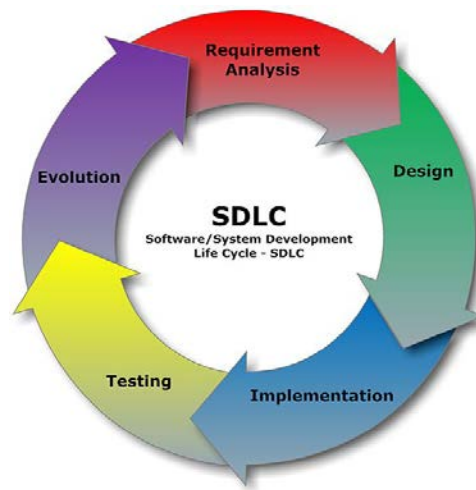 Requirement
Analysis
Design
Evolution
SDLC
Software/System Development
Life Cycle - SDLC
Testing
Implementation